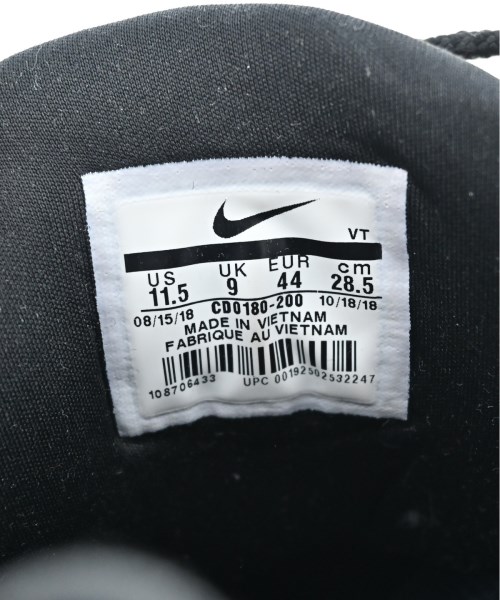 VT
US UK EUR cm
11.5 9 44 28.5
08/15/18 CD0180-200 10/18/18
MADE IN VIETNAM
FABRIQUE AU VIETNAM
108706433 UPC 00192502532247